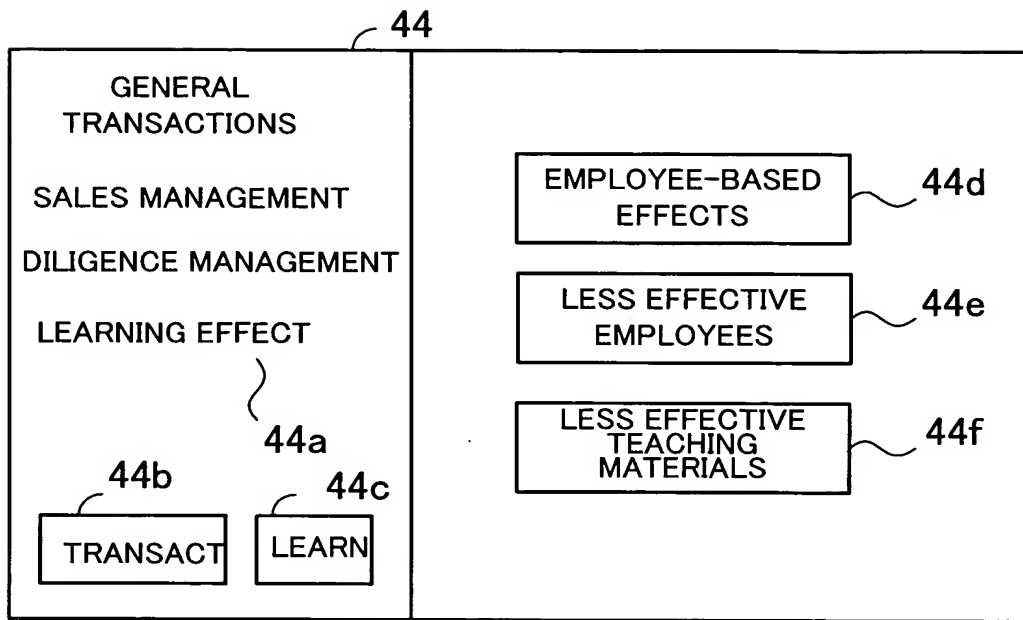 44
GENERAL
TRANSACTIONS
SALES MANAGEMENT
DILIGENCE MANAGEMENT
LEARNING EFFECT
44a
44b
44c
TRANSACT
LEARN
EMPLOYEE-BASED
EFFECTS
44d
LESS EFFECTIVE
EMPLOYEES
44e
LESS EFFECTIVE
TEACHING
MATERIALS
44f